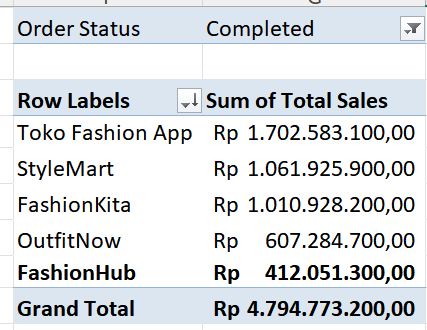 Order Status Completed
Row Labels Sum of Total Sales
Toko Fashion App Rp 1.702.583.100,00
StyleMart Rp 1.061.925.900,00
FashionKita Rp 1.010.928.200,00
OutfitNow Rp 607.284.700,00
FashionHub Rp 412.051.300,00
Grand Total Rp 4.794.773.200,00